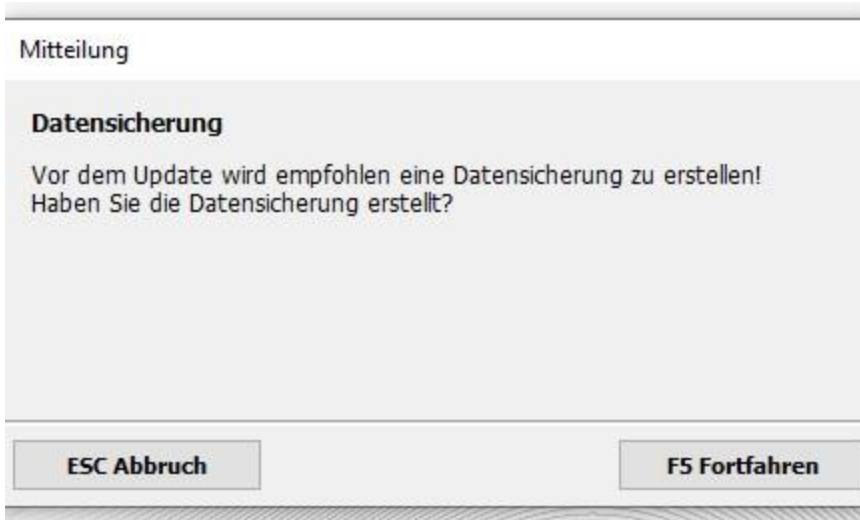 Mitteilung
Datensicherung
Vor dem Update wird empfohlen eine Datensicherung zu erstellen!
Haben Sie die Datensicherung erstellt?
ESC Abbruch
F5 Fortfahren